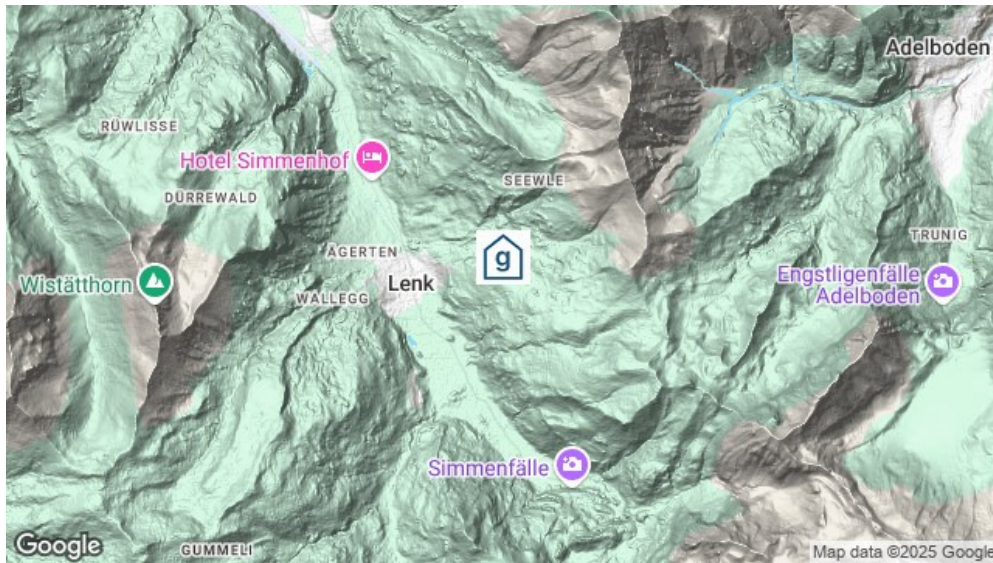 Adelboden
RÜWLISSE
Hotel Simmenhof
SEEWLE
DÜRREWALD
TRUNIG
ÄGERTEN
g
Wistätthorn
Lenk
Engstligenfälle
Adelboden
WALLEGG
Simmenfälle
GUMMELI
Google
Map data ©2025 Google